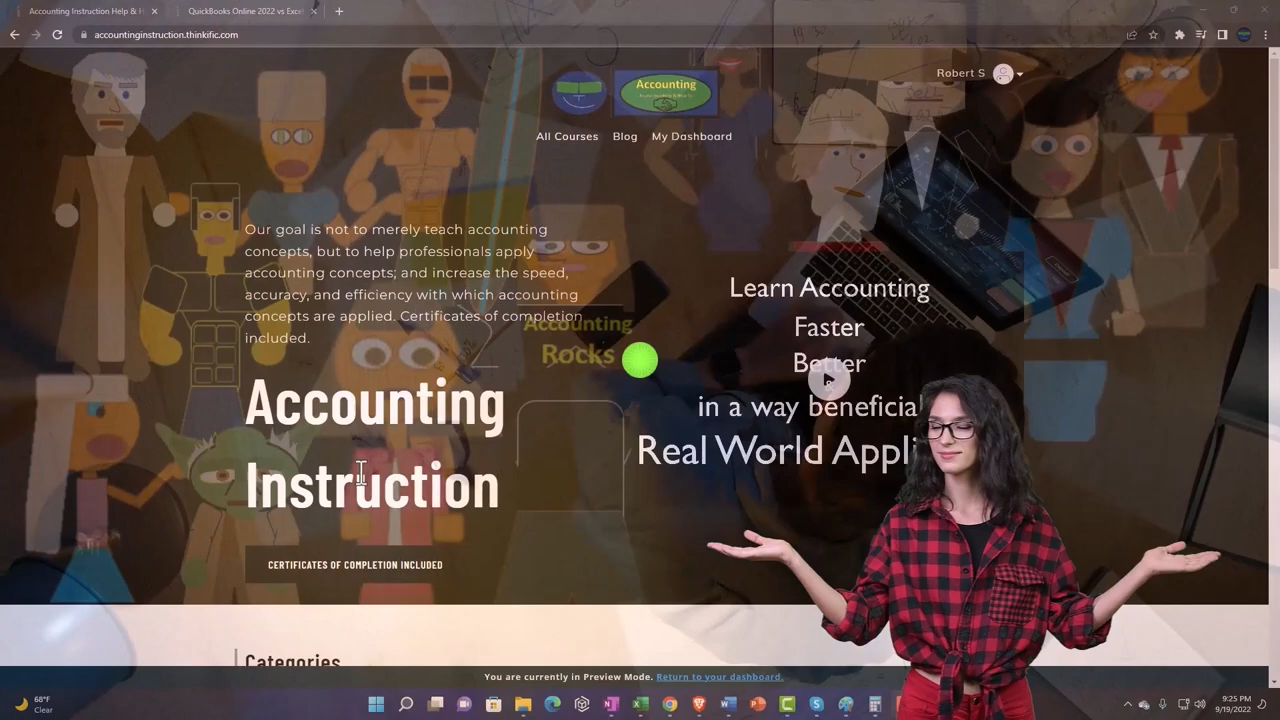 Accounting Instruction Help & H
QuickBooks Online 2022 vs Exce
accountinginstruction.thinkific.com
Robert S
Accounting
All Courses
Blog
My Dashboard
Our goal is not to merely teach accounting
concepts, but to help professionals apply
accounting concepts; and increase the speed,
accuracy, and efficiency with which accounting
concepts are applied. Certificates of completion
included.
Accounting
Rocks
Learn Accounting
Faster
Better
&
in a way beneficial
Real World Appli
Accounting
Instruction
CERTIFICATES OF COMPLETION INCLUDED
Categories
You are currently in Preview Mode. Return to your dashboard.
68°F
Clear
9:25 PM
9/19/2022